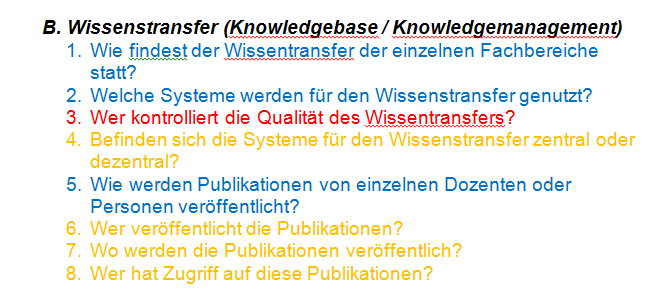 B. Wissenstransfer (Knowledgebase / Knowledgemanagement)
1. Wie findest der Wissentransfer der einzelnen Fachbereiche
statt?
2. Welche Systeme werden für den Wissenstransfer genutzt?
3. Wer kontrolliert die Qualität des Wissentransfers?
4. Befinden sich die Systeme für den Wissenstransfer zentral oder
dezentral?
5. Wie werden Publikationen von einzelnen Dozenten oder
Personen veröffentlicht?
6. Wer veröffentlicht die Publikationen?
7. Wo werden die Publikationen veröffentlich?
8. Wer hat Zugriff auf diese Publikationen?